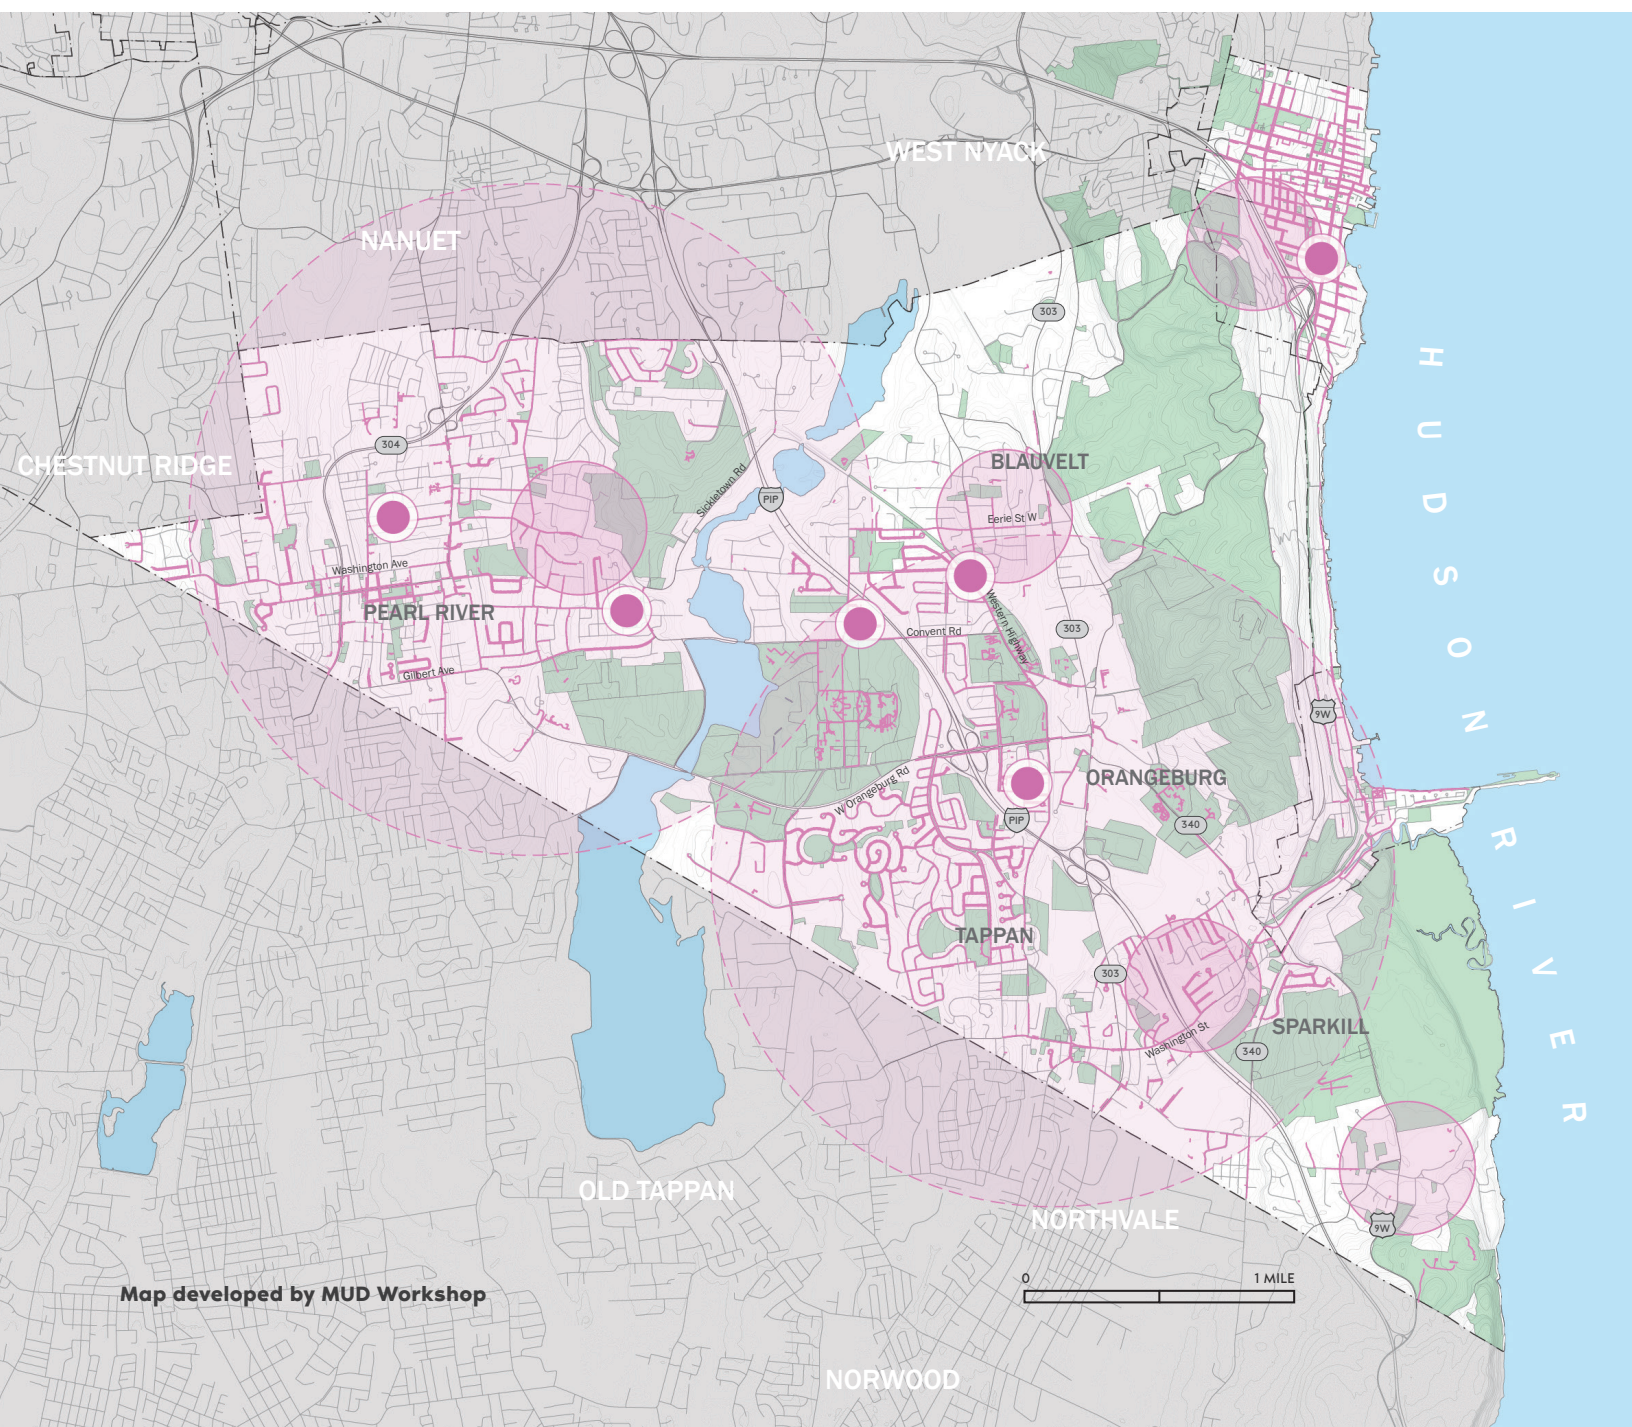 WEST NYACK
NANUET
303
304
CHESTNUT RIDGE
BLAUVELT
Sickletown Rd
PIP
Eerie St W
Washington Ave
PEARL RIVER
Western Highway
Convent Rd
303
Gilbert Ave
9W
W Orangeburg Rd
ORANGEBURG
PIP
340
TAPPAN
303
SPARKILL
Washington St
340
OLD TAPPAN
NORTHVALE
9W
HUDSON RIVER
0 1 MILE
Map developed by MUD Workshop
NORWOOD